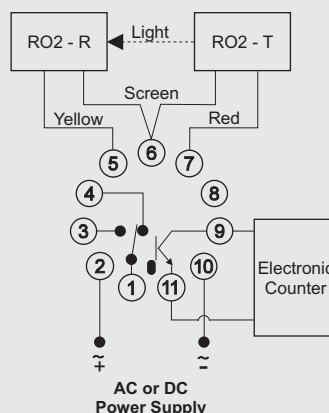 RO2 - R
Light
RO2 - T
Screen
Yellow
Red
5
6
7
4
8
3
9
2
10
1
11
Electronic
Counter
~
+
~
-
AC or DC
Power Supply